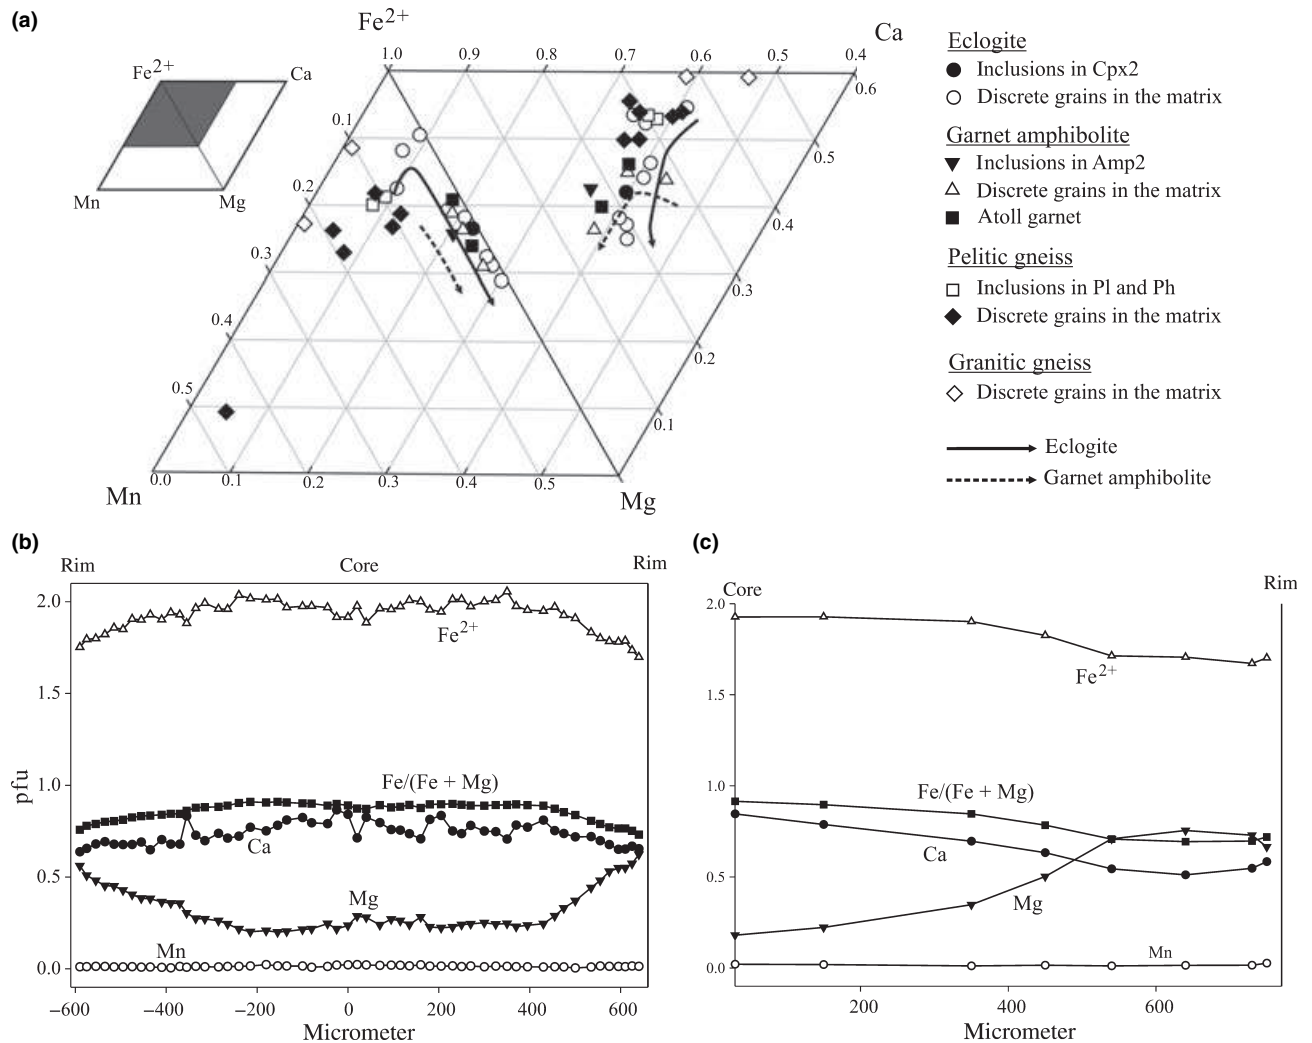 (a)
Fe2+
Ca
Mn
Mg
Fe2+
Ca
1.0
0.9
0.8
0.7
0.6
0.5
0.4
0.6
0.5
0.4
0.3
0.2
0.1
0.1
0.2
0.3
0.4
0.5
0.0
0.1
0.2
0.3
0.4
0.5
Mn
Mg
Eclogite
Inclusions in Cpx2
Discrete grains in the matrix
Garnet amphibolite
Inclusions in Amp2
Discrete grains in the matrix
Atoll garnet
Pelitic gneiss
Inclusions in Pl and Ph
Discrete grains in the matrix
Granitic gneiss
Discrete grains in the matrix
Eclogite
Garnet amphibolite
(b)
Rim
Core
Rim
2.0
1.5
1.0
0.5
0.0
pfu
Fe2+
Fe/(Fe + Mg)
Ca
Mg
Mn
−600
−400
−200
0
200
400
600
Micrometer
(c)
Core
Rim
2.0
1.5
1.0
0.5
0.0
Fe2+
Fe/(Fe + Mg)
Ca
Mg
Mn
200
400
600
Micrometer